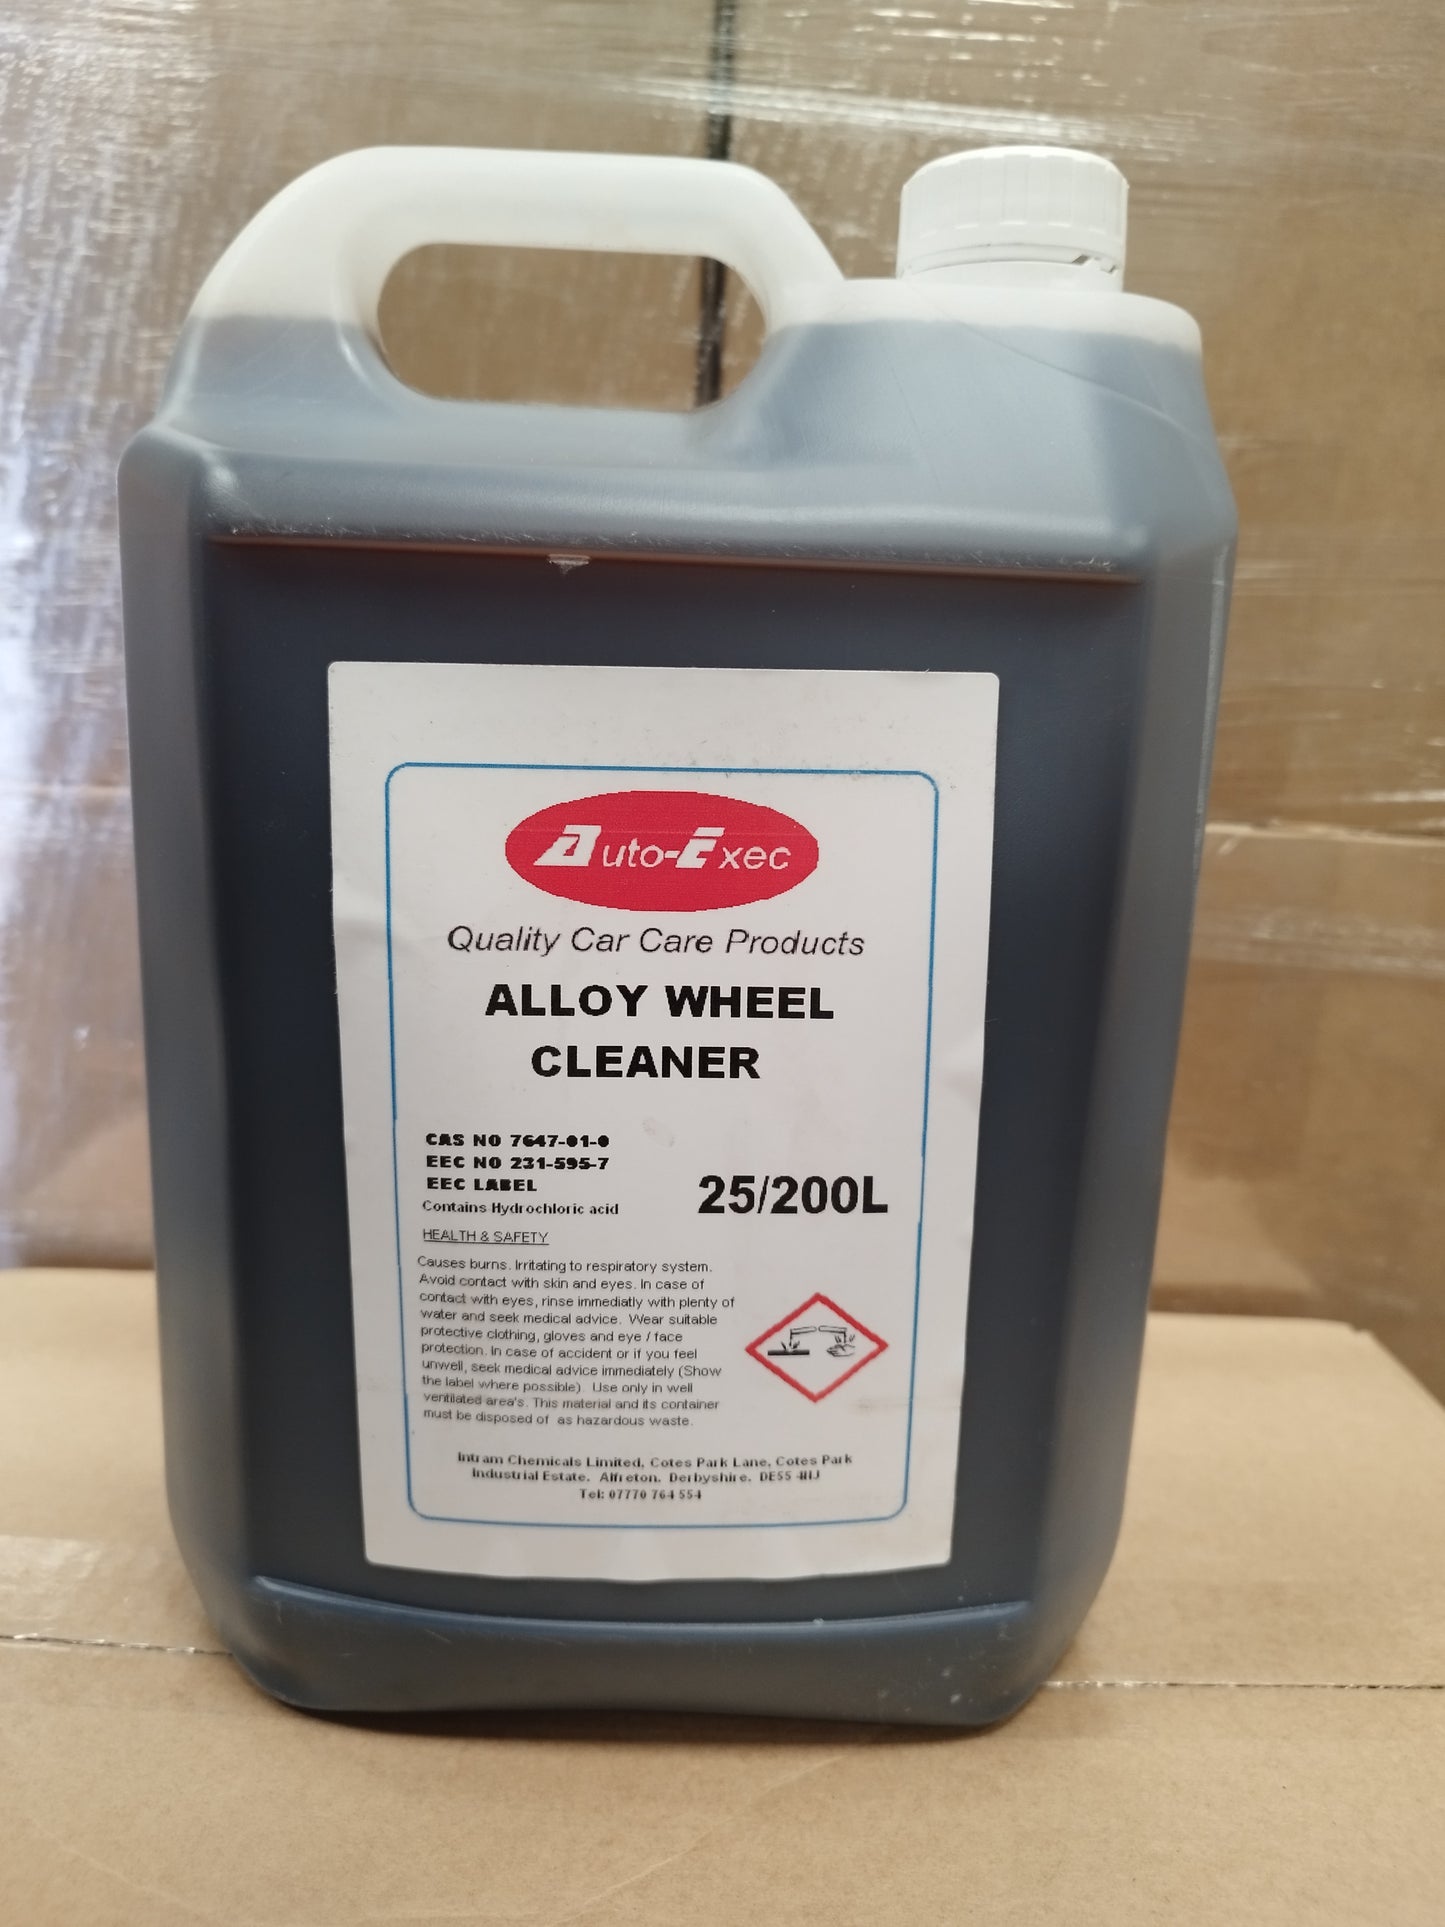 Auto-Exec
Quality Car Care Products
ALLOY WHEEL
CLEANER
CAS NO 7647-01-0
EEC NO 231-595-7
EEC LABEL
Contains Hydrochloric acid
25/200L
HEALTH & SAFETY
Causes burns. Irritating to respiratory system.
Avoid contact with skin and eyes. In case of
contact with eyes, rinse immediatly with plenty of
water and seek medical advice. Wear suitable
protective clothing, gloves and eye / face
protection. In case of accident or if you feel
unwell, seek medical advice immediately (Show
the label where possible). Use only in well
ventilated area's. This material and its container
must be disposed of as hazardous waste.
Intram Chemicals Limited, Cotes Park Lane, Cotes Park
Industrial Estate. Alfreton. Derbyshire. DE55
Tel: 07770 764 554